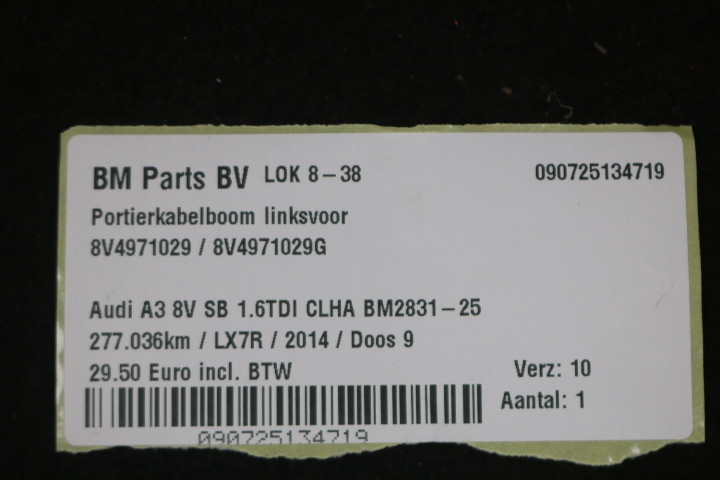 BM Parts BV LOK 8-38 090725134719
Portierkabelboom linksvoor
8V4971029 / 8V4971029G
Audi A3 8V SB 1.6TDI CLHA BM2831-25
277.036km / LX7R / 2014 / Doos 9
29.50 Euro incl. BTW Verz: 10
Aantal: 1
090725134719